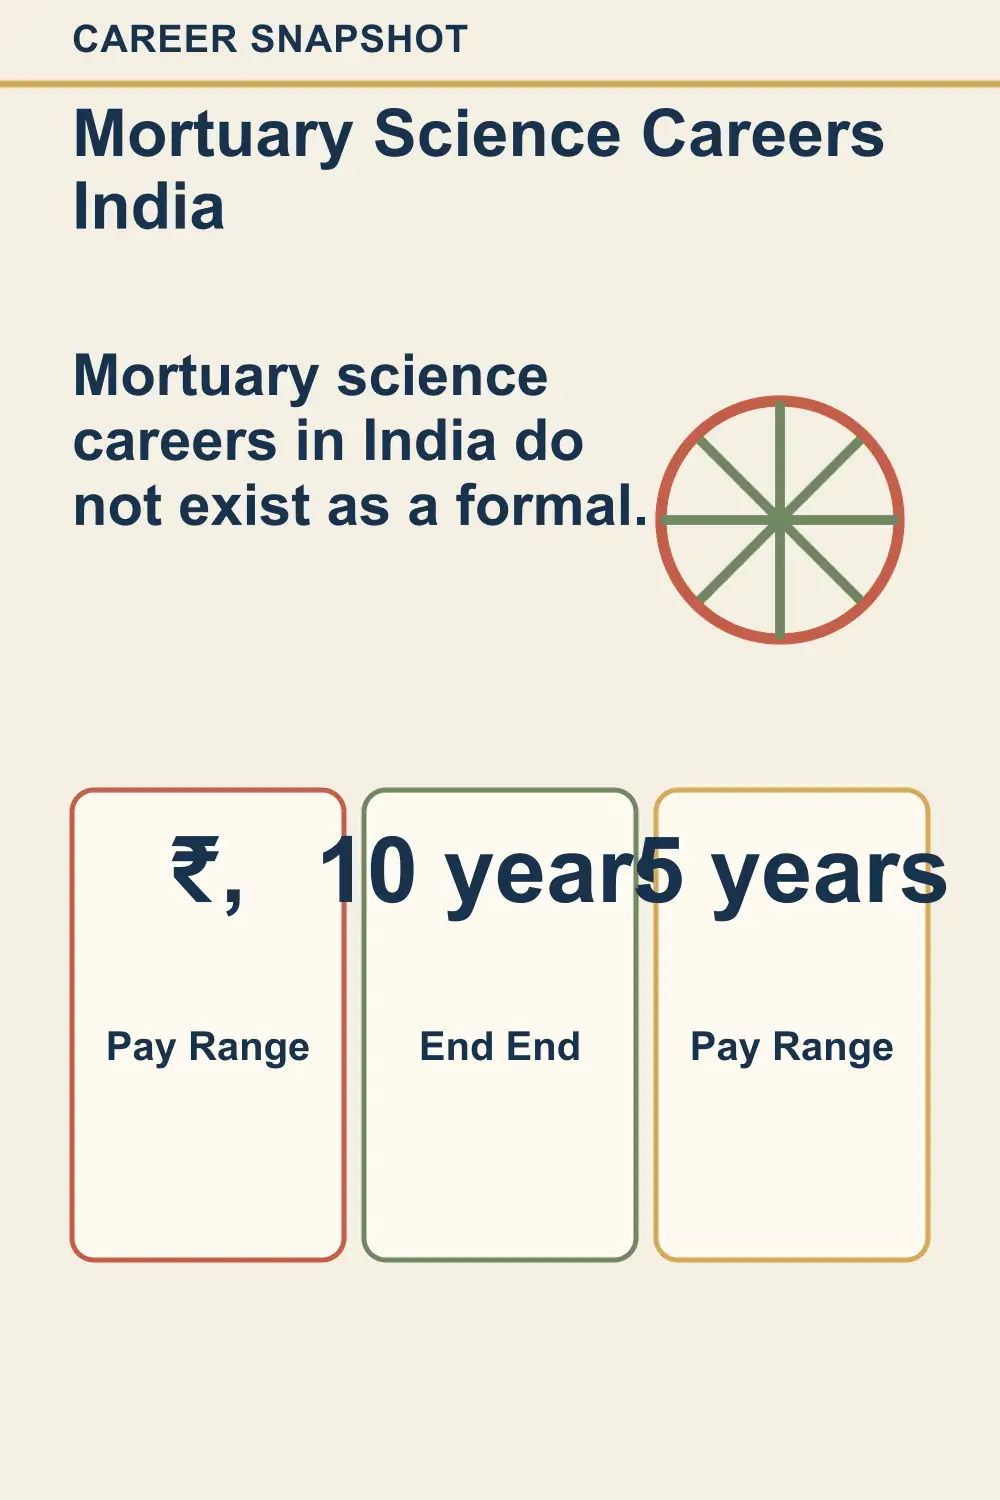 CAREER SNAPSHOT
Mortuary Science Careers
India
Mortuary science
careers in India do
not exist as a formal.
₹,
10 years
5 years
Pay Range
End End
Pay Range